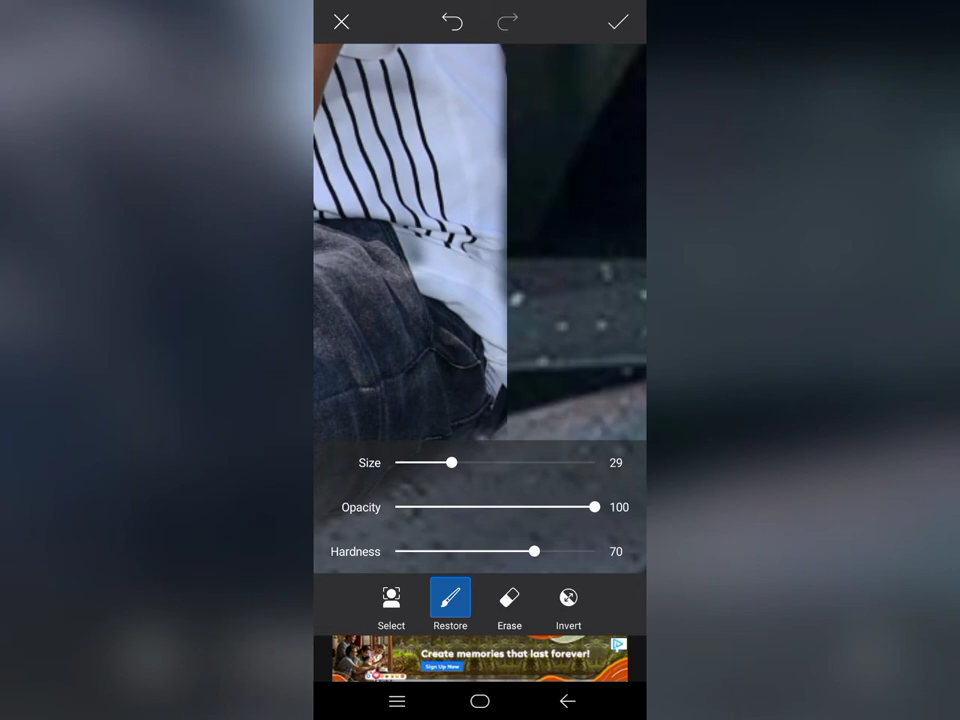 Size 29
Opacity 100
Hardness 70
Select Restore Erase Invert
Create memories that last forever!
Sign Up Now